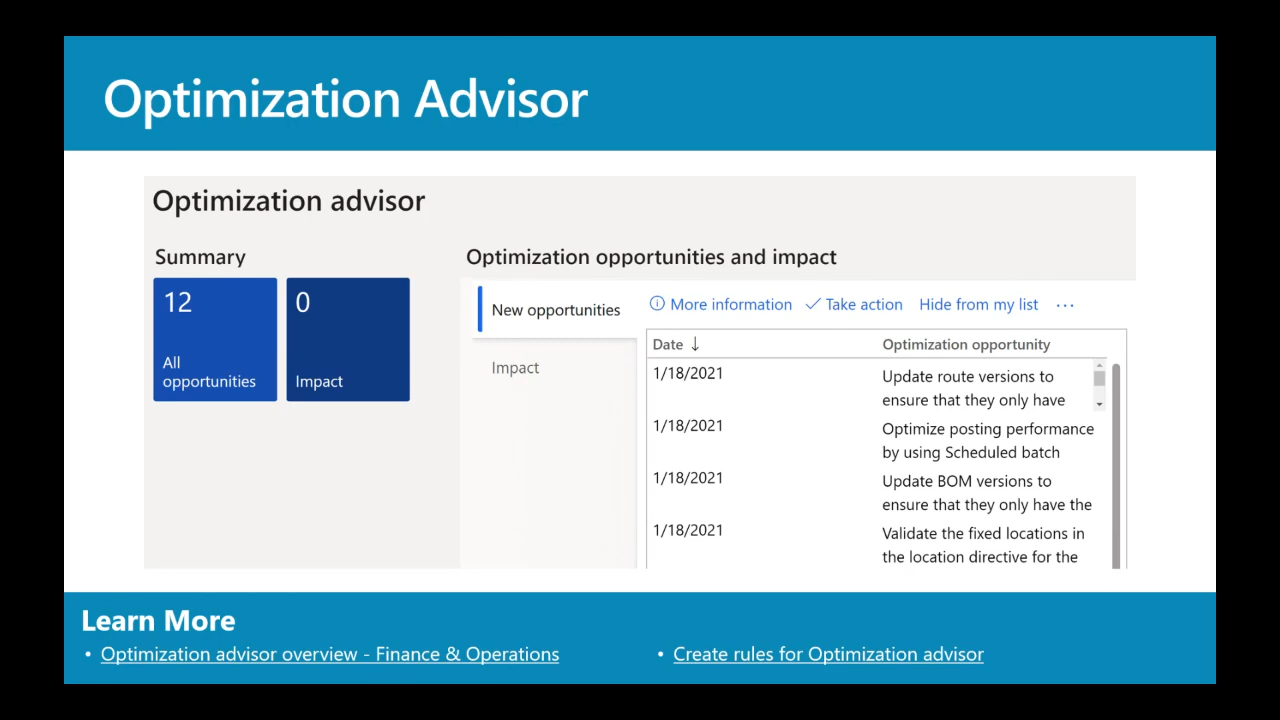 Optimization Advisor
Optimization advisor
Summary
12
All
opportunities
0
Impact
Optimization opportunities and impact
New opportunities
Impact
More information Take action Hide from my list ···
Date ↓ Optimization opportunity
1/18/2021 Update route versions to
ensure that they only have
1/18/2021 Optimize posting performance
by using Scheduled batch
1/18/2021 Update BOM versions to
ensure that they only have the
1/18/2021 Validate the fixed locations in
the location directive for the
Learn More
• Optimization advisor overview - Finance & Operations
• Create rules for Optimization advisor